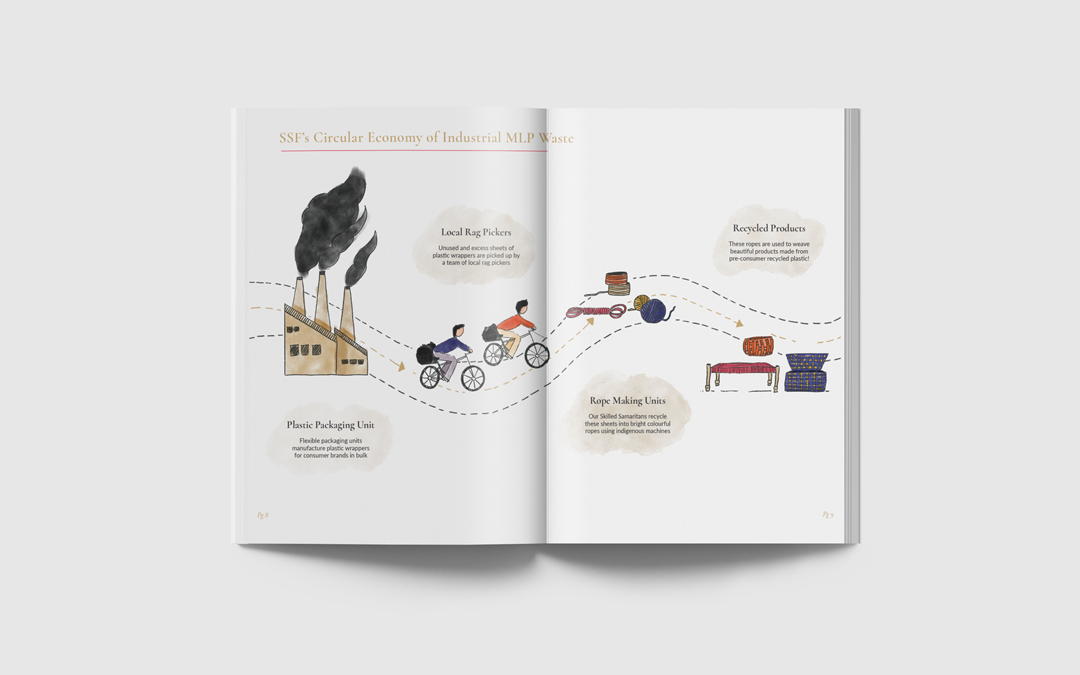 SSF's Circular Economy of Industrial MLP Waste
Local Rag Pickers
Unused and excess sheets of
plastic wrappers are picked up by
a team of local rag pickers
Recycled Products
These ropes are used to weave
beautiful products made from
pre-consumer recycled plastic!
Plastic Packaging Unit
Flexible packaging units
manufacture plastic wrappers
for consumer brands in bulk
Rope Making Units
Our Skilled Samaritans recycle
these sheets into bright colourful
ropes using indigenous machines
Pg 8
Pg 9